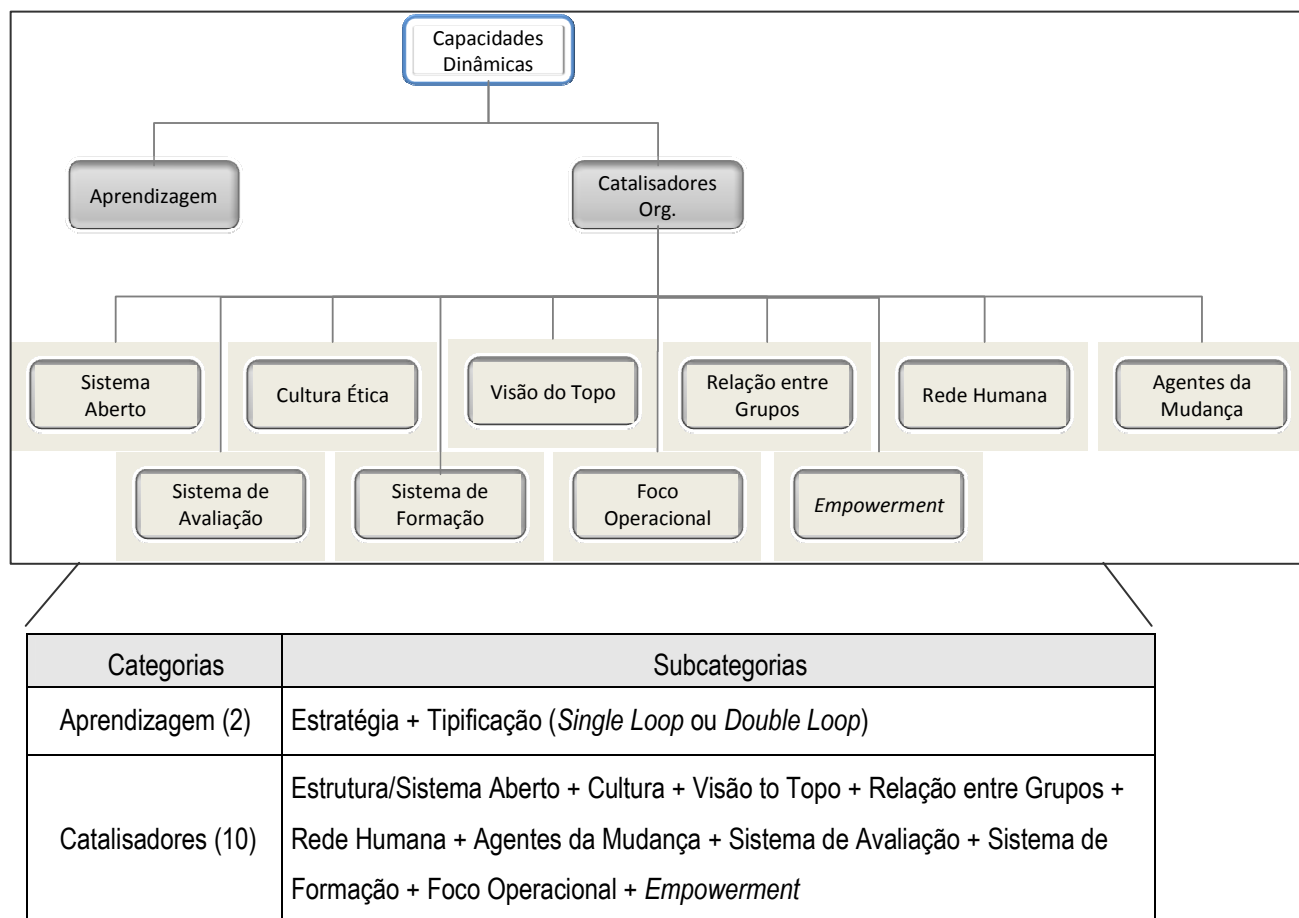 Capacidades
Dinâmicas
Aprendizagem
Catalisadores
Org.
Sistema
Aberto
Cultura Ética
Visão do Topo
Relação entre
Grupos
Rede Humana
Agentes da
Mudança
Sistema de
Avaliação
Sistema de
Formação
Foco
Operacional
Empowerment
Categorias
Subcategorias
Aprendizagem (2)
Estratégia + Tipificação (Single Loop ou Double Loop)
Catalisadores (10)
Estrutura/Sistema Aberto + Cultura + Visão to Topo + Relação entre Grupos +
Rede Humana + Agentes da Mudança + Sistema de Avaliação + Sistema de
Formação + Foco Operacional + Empowerment